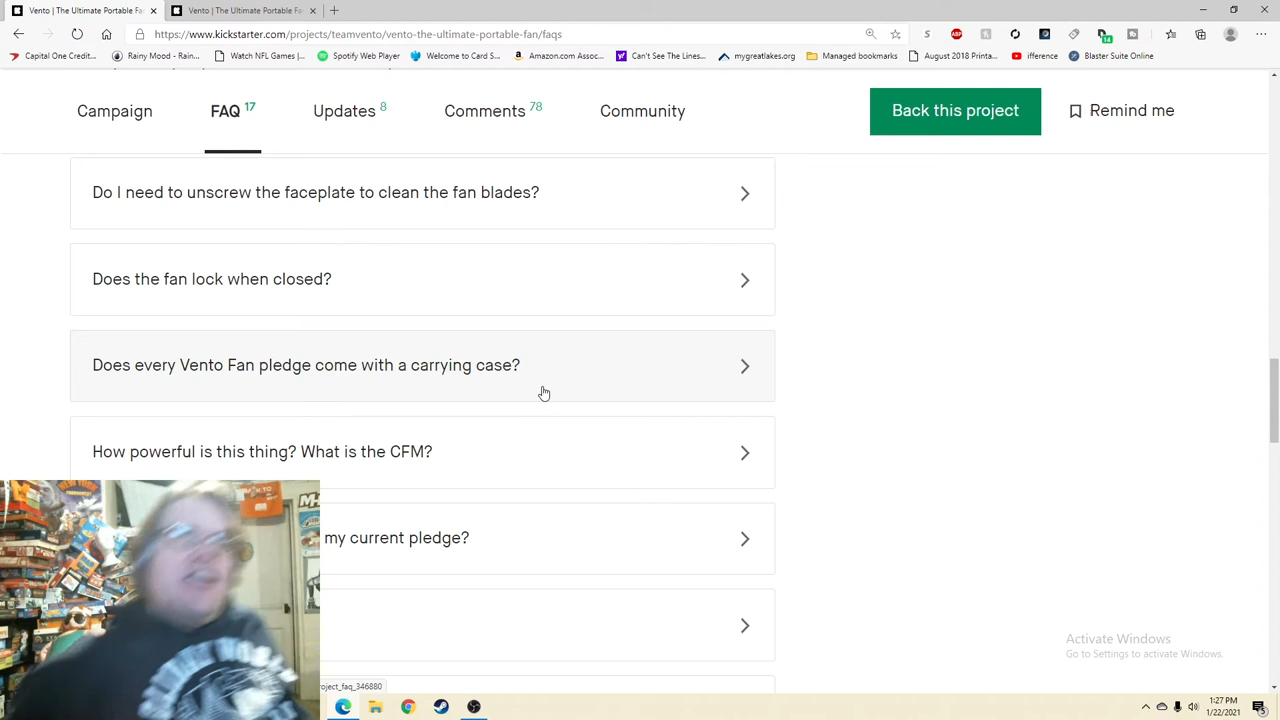 Vento | The Ultimate Portable Fa
Vento | The Ultimate Portable Fa
https://www.kickstarter.com/projects/teamvento/vento-the-ultimate-portable-fan/faqs
ABP
14
Capital One Credit...
Rainy Mood - Rain...
Watch NFL Games |...
Spotify Web Player
Welcome to Card S...
Amazon.com Assoc...
Can't See The Lines...
mygreatlakes.org
Managed bookmarks
August 2018 Printa...
ifference
Blaster Suite Online
Campaign
FAQ 17
Updates 8
Comments 78
Community
Back this project
Remind me
Do I need to unscrew the faceplate to clean the fan blades?
Does the fan lock when closed?
Does every Vento Fan pledge come with a carrying case?
How powerful is this thing? What is the CFM?
my current pledge?
Activate Windows
Go to Settings to activate Windows.
oject_faq_346880
1:27 PM
1/22/2021
5